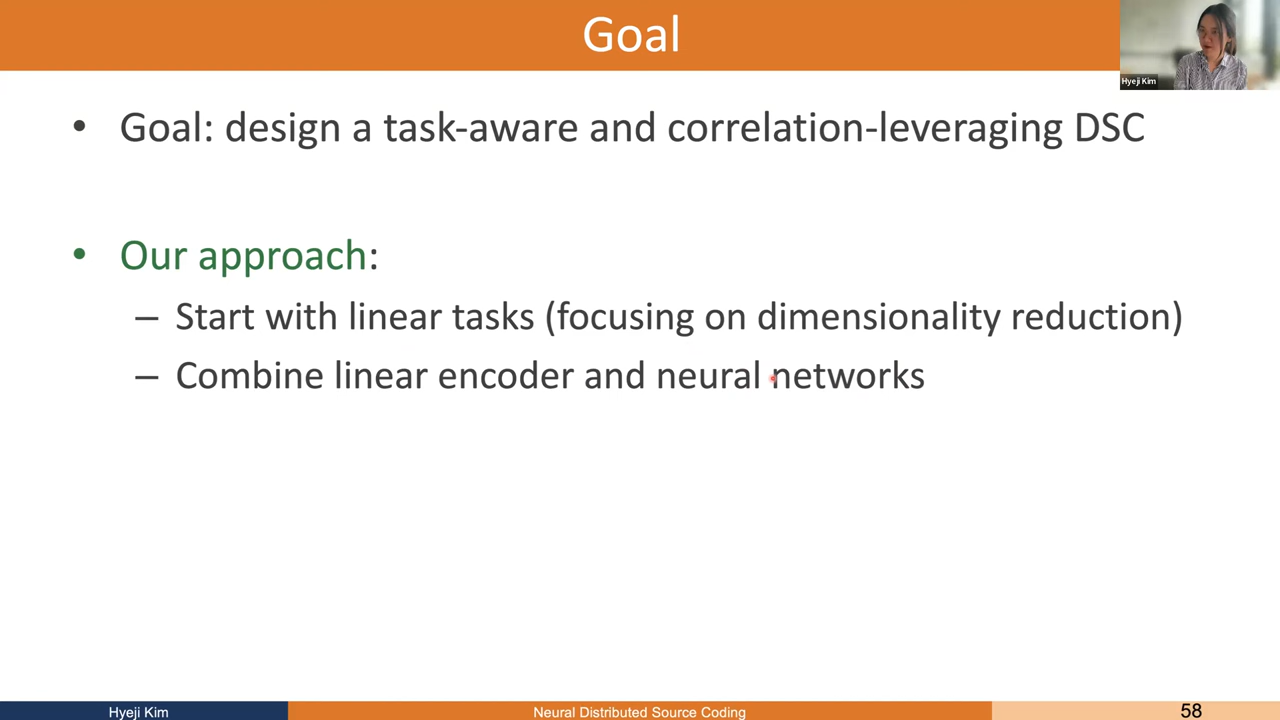 Goal
Hyeji Kim
• Goal: design a task-aware and correlation-leveraging DSC
• Our approach:
– Start with linear tasks (focusing on dimensionality reduction)
– Combine linear encoder and neural networks
Hyeji Kim
Neural Distributed Source Coding
58